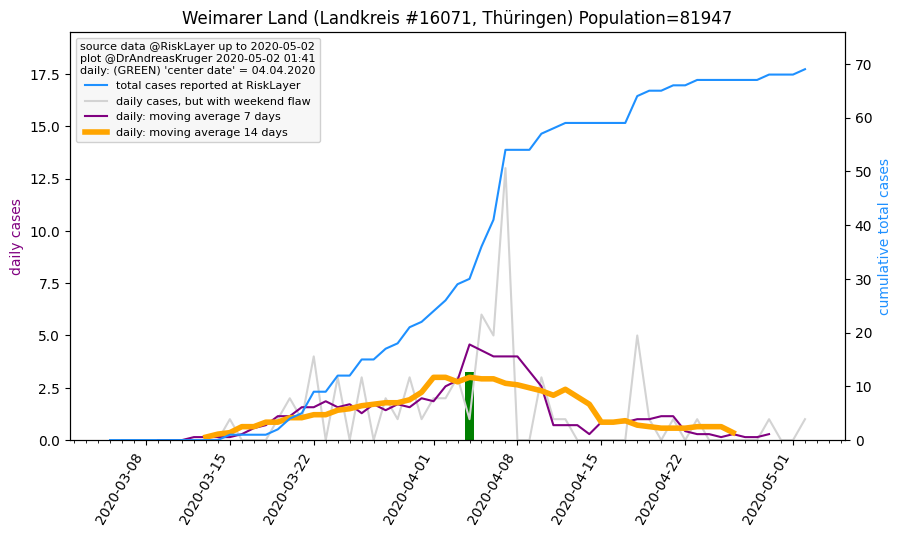 Weimarer Land (Landkreis #16071, Thüringen) Population=81947
source data @RiskLayer up to 2020-05-02
plot @DrAndreasKruger 2020-05-02 01:41
daily: (GREEN) 'center date' = 04.04.2020
total cases reported at RiskLayer
daily cases, but with weekend flaw
daily: moving average 7 days
daily: moving average 14 days
daily cases
17.5
15.0
12.5
10.0
7.5
5.0
2.5
0.0
cumulative total cases
70
60
50
40
30
20
10
0
2020-03-08
2020-03-15
2020-03-22
2020-04-01
2020-04-08
2020-04-15
2020-04-22
2020-05-01